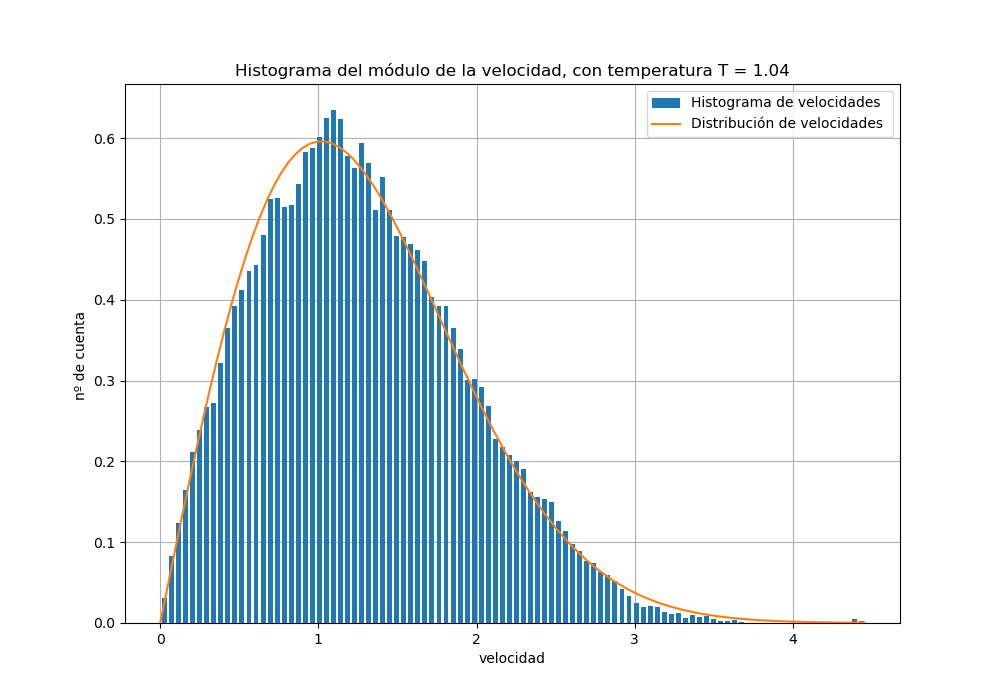 Histograma del módulo de la velocidad, con temperatura T = 1.04
Histograma de velocidades
Distribución de velocidades
nº de cuenta
0.6
0.5
0.4
0.3
0.2
0.1
0.0
0 1 2 3 4
velocidad